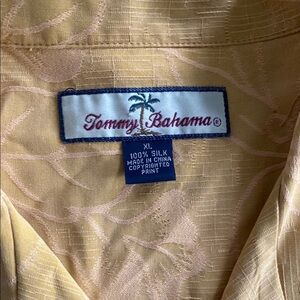 Tommy Bahama®
XL
100% SILK
MADE IN CHINA
COPYRIGHTED
PRINT